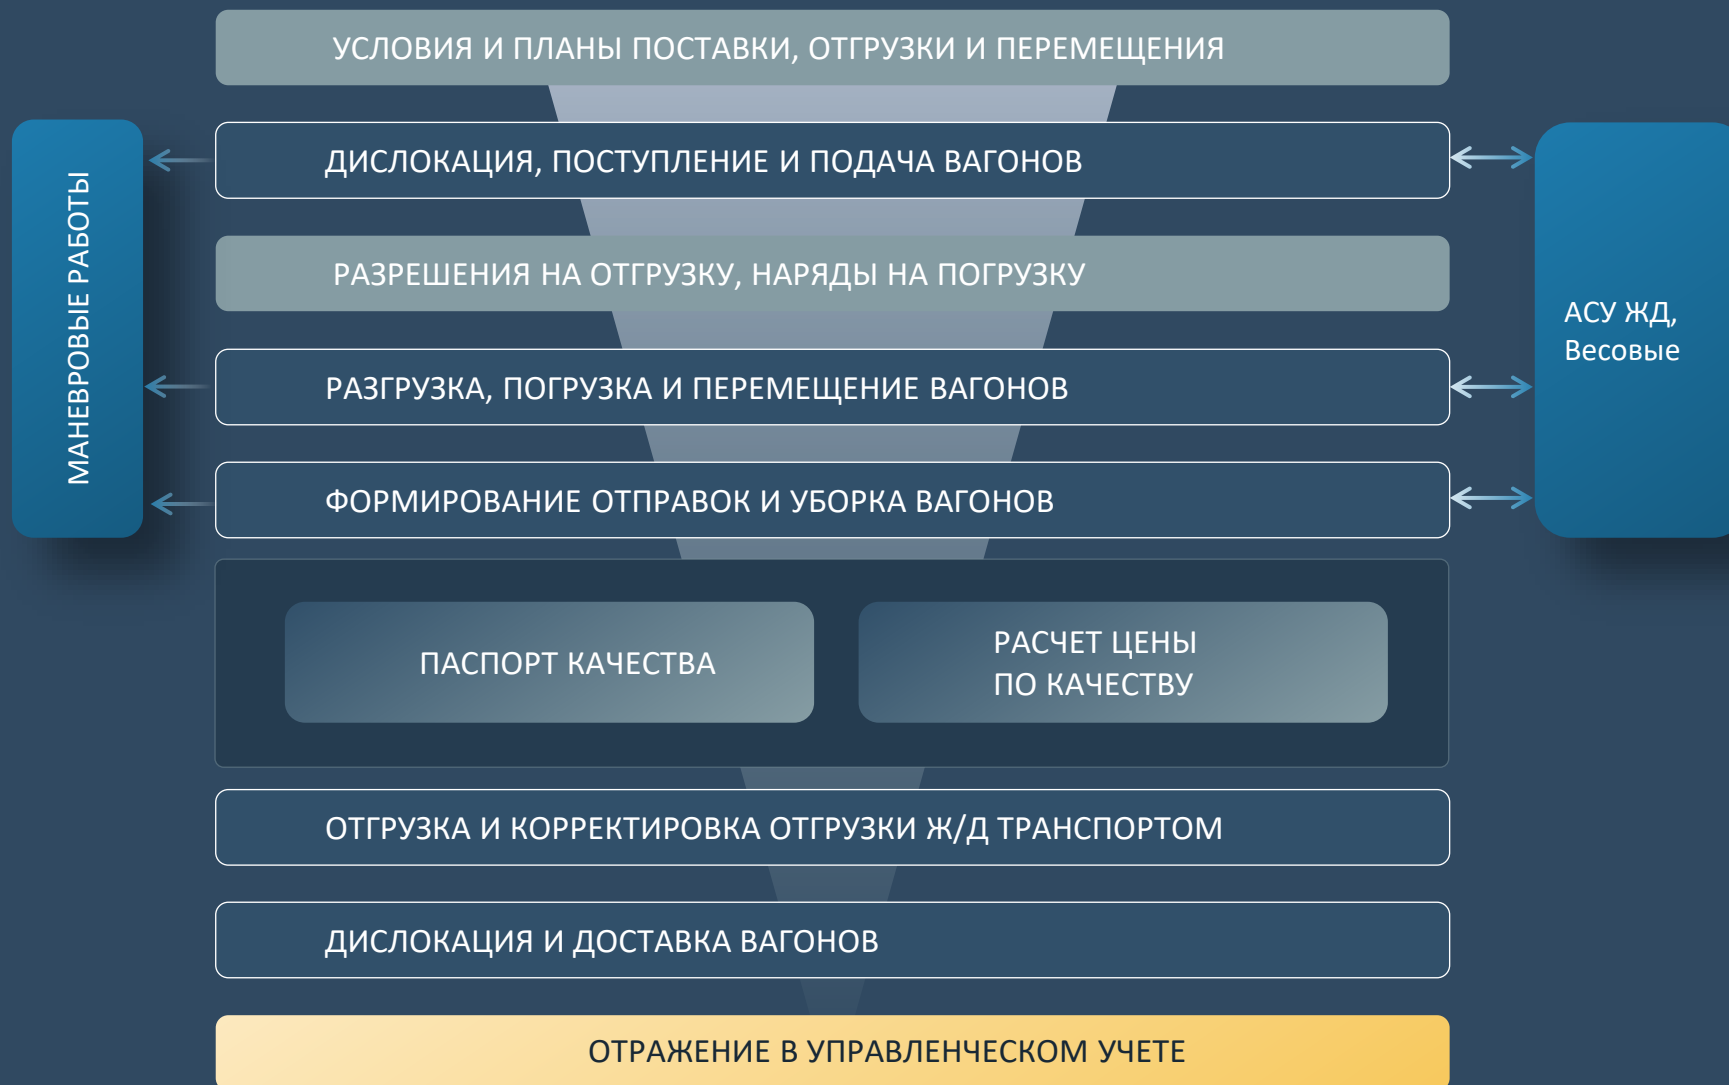 УСЛОВИЯ И ПЛАНЫ ПОСТАВКИ, ОТГРУЗКИ И ПЕРЕМЕЩЕНИЯ
МАНЕВРОВЫЕ РАБОТЫ
ДИСЛОКАЦИЯ, ПОСТУПЛЕНИЕ И ПОДАЧА ВАГОНОВ
РАЗРЕШЕНИЯ НА ОТГРУЗКУ, НАРЯДЫ НА ПОГРУЗКУ
АСУ ЖД,
Весовые
РАЗГРУЗКА, ПОГРУЗКА И ПЕРЕМЕЩЕНИЕ ВАГОНОВ
ФОРМИРОВАНИЕ ОТПРАВОК И УБОРКА ВАГОНОВ
ПАСПОРТ КАЧЕСТВА
РАСЧЕТ ЦЕНЫ
ПО КАЧЕСТВУ
ОТГРУЗКА И КОРРЕКТИРОВКА ОТГРУЗКИ Ж/Д ТРАНСПОРТОМ
ДИСЛОКАЦИЯ И ДОСТАВКА ВАГОНОВ
ОТРАЖЕНИЕ В УПРАВЛЕНЧЕСКОМ УЧЕТЕ